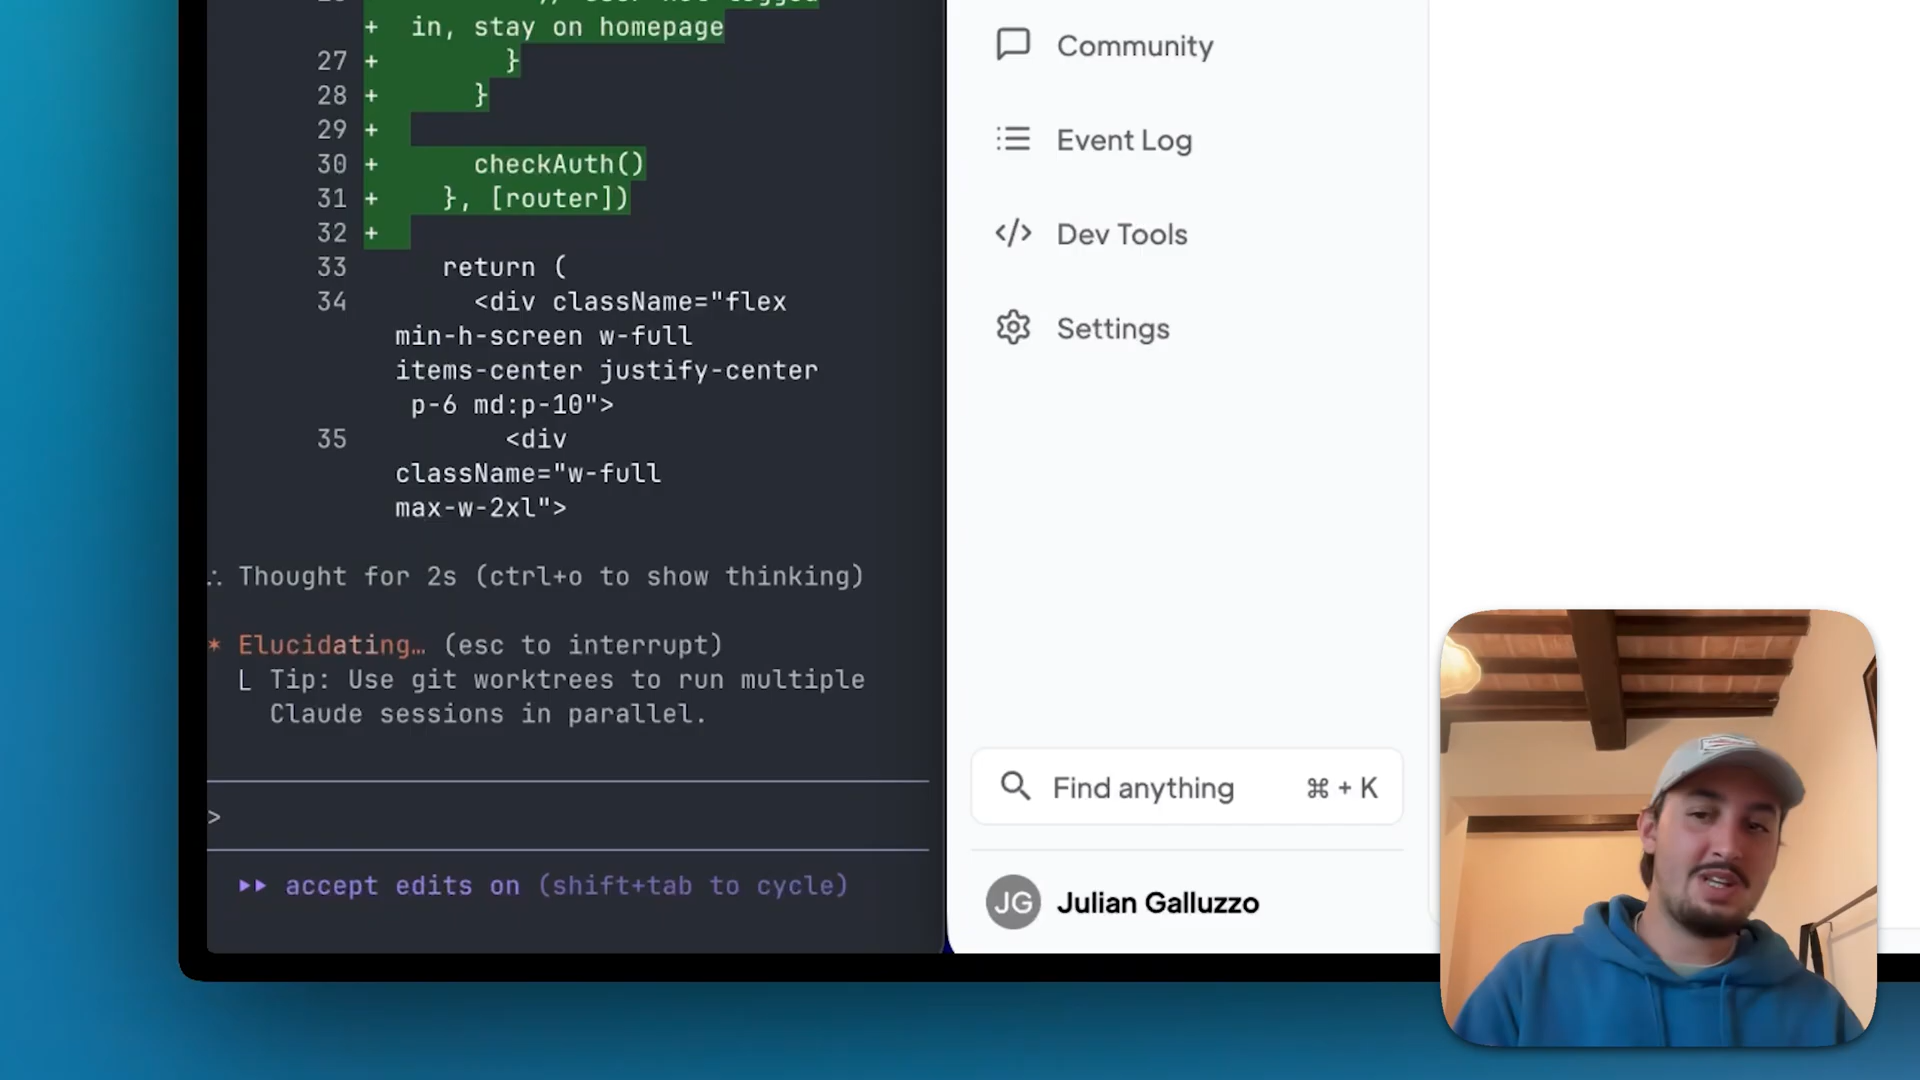 + in, stay on homepage
27 + }
28 + }
29 +
30 + checkAuth()
31 + }, [router])
32 +
33 return (
34 <div className="flex
min-h-screen w-full
items-center justify-center
p-6 md:p-10">
35 <div
className="w-full
max-w-2xl">
∴ Thought for 2s (ctrl+o to show thinking)
* Elucidating… (esc to interrupt)
L Tip: Use git worktrees to run multiple
Claude sessions in parallel.
>
▸▸ accept edits on (shift+tab to cycle)
Community
Event Log
</> Dev Tools
Settings
Find anything ⌘ + K
JG Julian Galluzzo